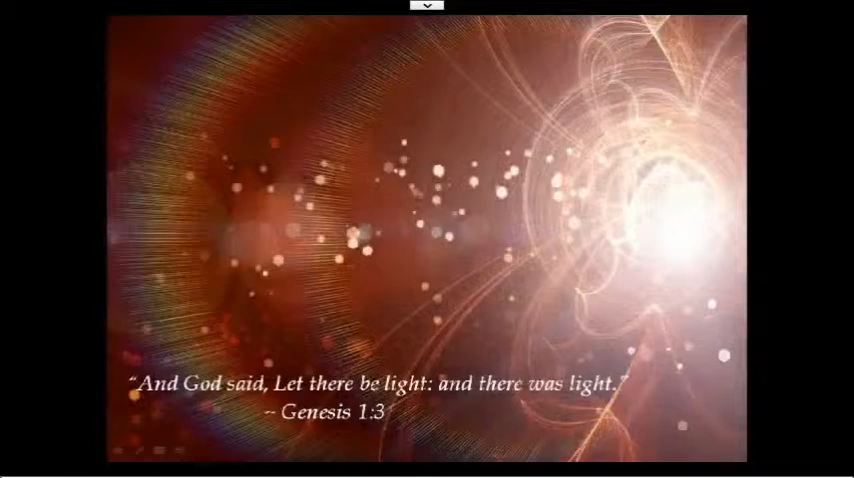 “And God said, Let there be light: and there was light.”
-- Genesis 1:3